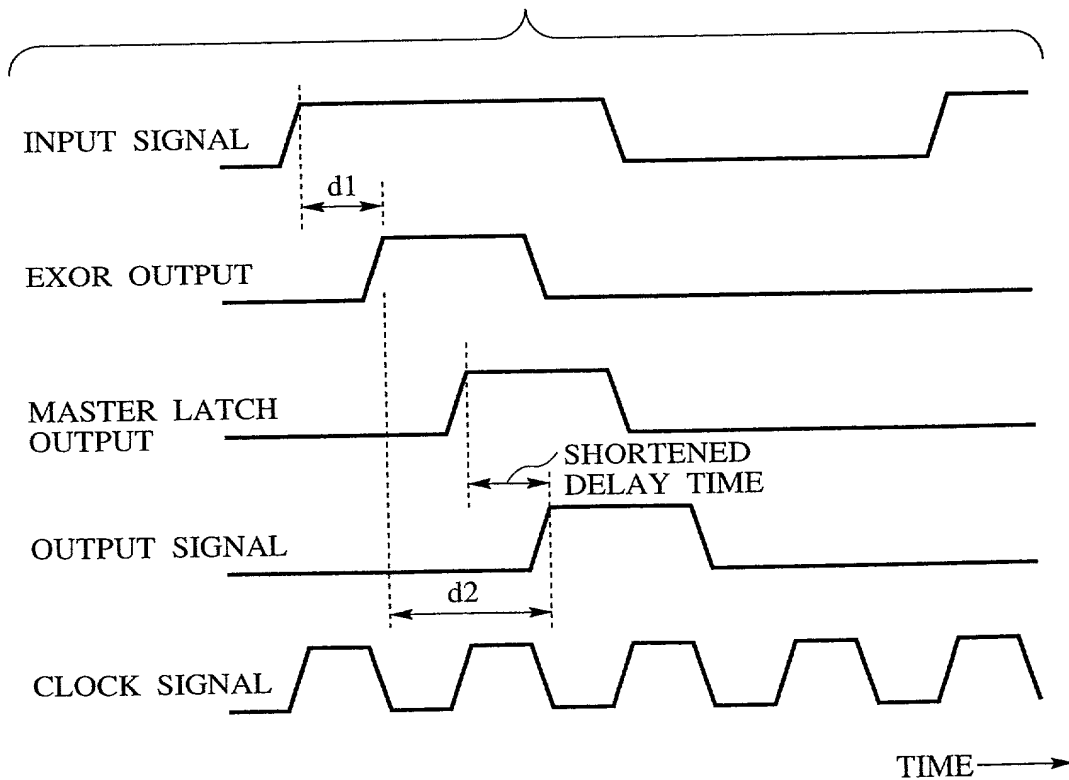 INPUT SIGNAL
d1
EXOR OUTPUT
MASTER LATCH
OUTPUT
SHORTENED
DELAY TIME
OUTPUT SIGNAL
d2
CLOCK SIGNAL
TIME